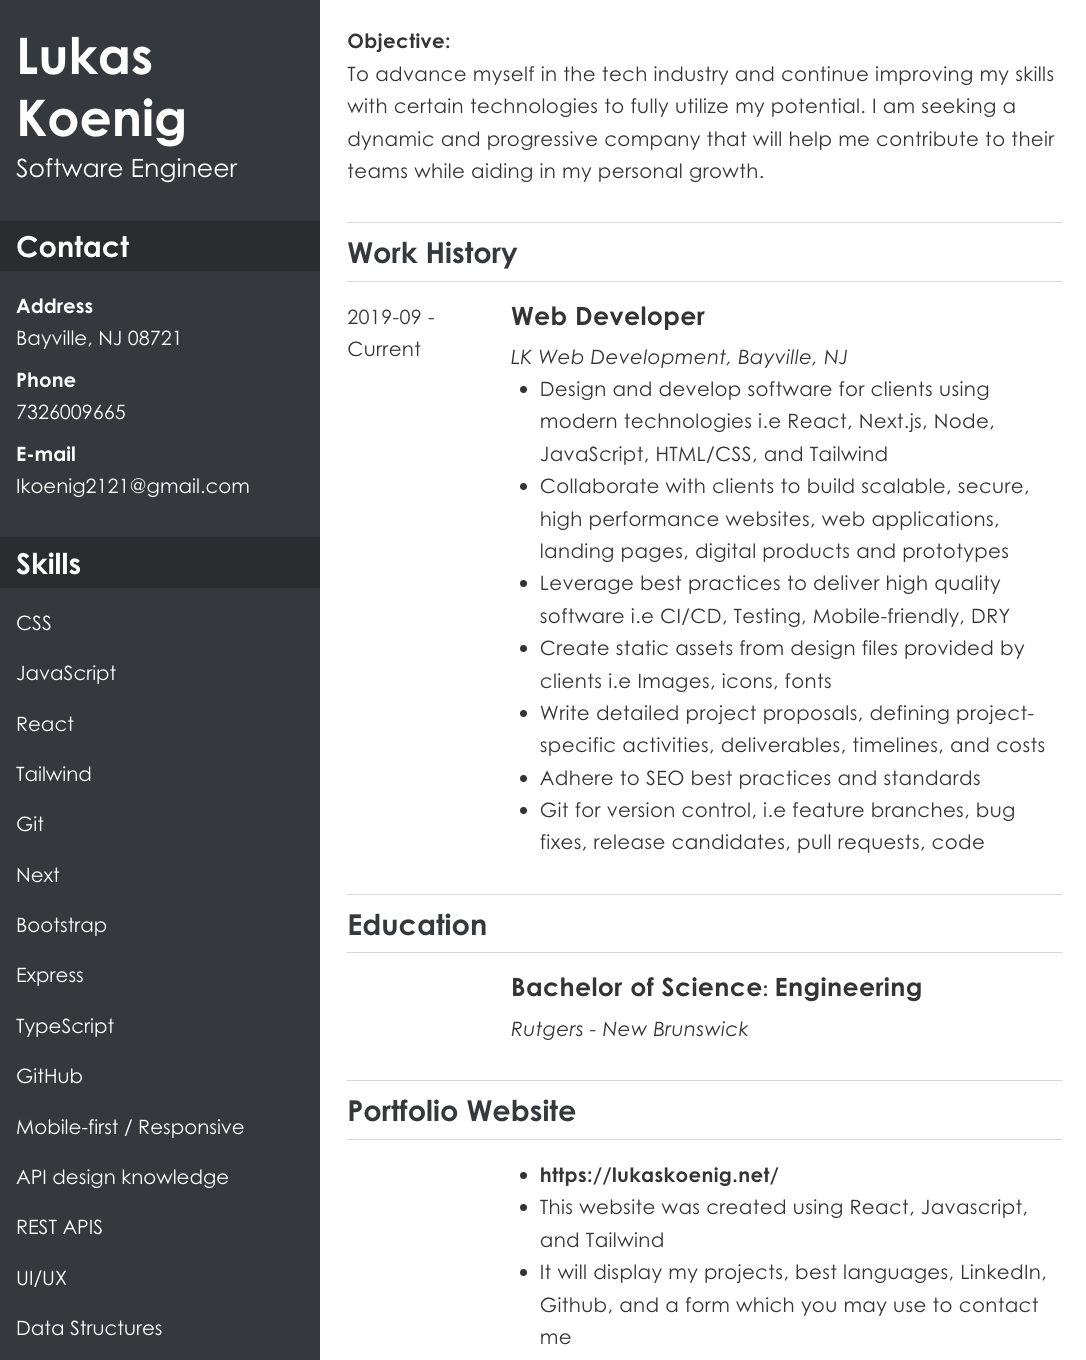 Lukas
Koenig
Software Engineer
Contact
Address
Bayville, NJ 08721
Phone
7326009665
E-mail
lkoenig2121@gmail.com
Skills
CSS
JavaScript
React
Tailwind
Git
Next
Bootstrap
Express
TypeScript
GitHub
Mobile-first / Responsive
API design knowledge
REST APIS
UI/UX
Data Structures
Objective:
To advance myself in the tech industry and continue improving my skills
with certain technologies to fully utilize my potential. I am seeking a
dynamic and progressive company that will help me contribute to their
teams while aiding in my personal growth.
Work History
2019-09 -
Current
Web Developer
LK Web Development, Bayville, NJ
• Design and develop software for clients using
modern technologies i.e React, Next.js, Node,
JavaScript, HTML/CSS, and Tailwind
• Collaborate with clients to build scalable, secure,
high performance websites, web applications,
landing pages, digital products and prototypes
• Leverage best practices to deliver high quality
software i.e CI/CD, Testing, Mobile-friendly, DRY
• Create static assets from design files provided by
clients i.e Images, icons, fonts
• Write detailed project proposals, defining project-
specific activities, deliverables, timelines, and costs
• Adhere to SEO best practices and standards
• Git for version control, i.e feature branches, bug
fixes, release candidates, pull requests, code
Education
Bachelor of Science: Engineering
Rutgers - New Brunswick
Portfolio Website
• https://lukaskoenig.net/
• This website was created using React, Javascript,
and Tailwind
• It will display my projects, best languages, LinkedIn,
Github, and a form which you may use to contact
me